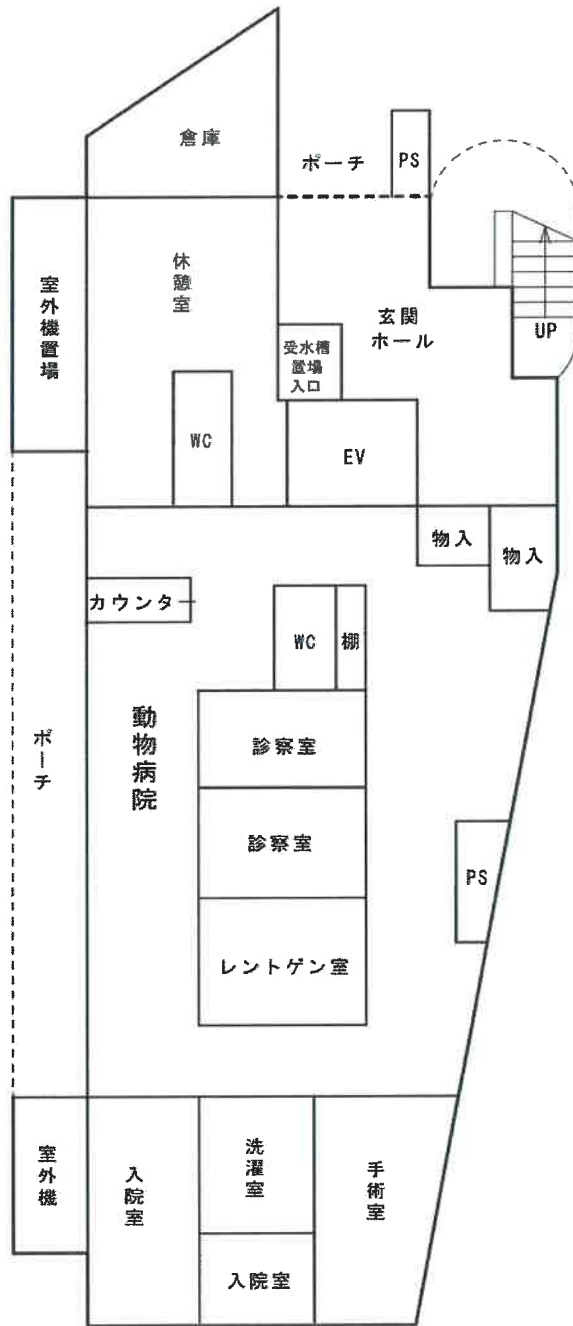 倉庫
ポーチ
PS
室外機置場
休憩室
玄関
ホール
UP
受水槽
置場
入口
WC
EV
物入
物入
カウンター
WC
棚
ポーチ
動物病院
診察室
診察室
PS
レントゲン室
室外機
入院室
洗濯室
手術室
入院室